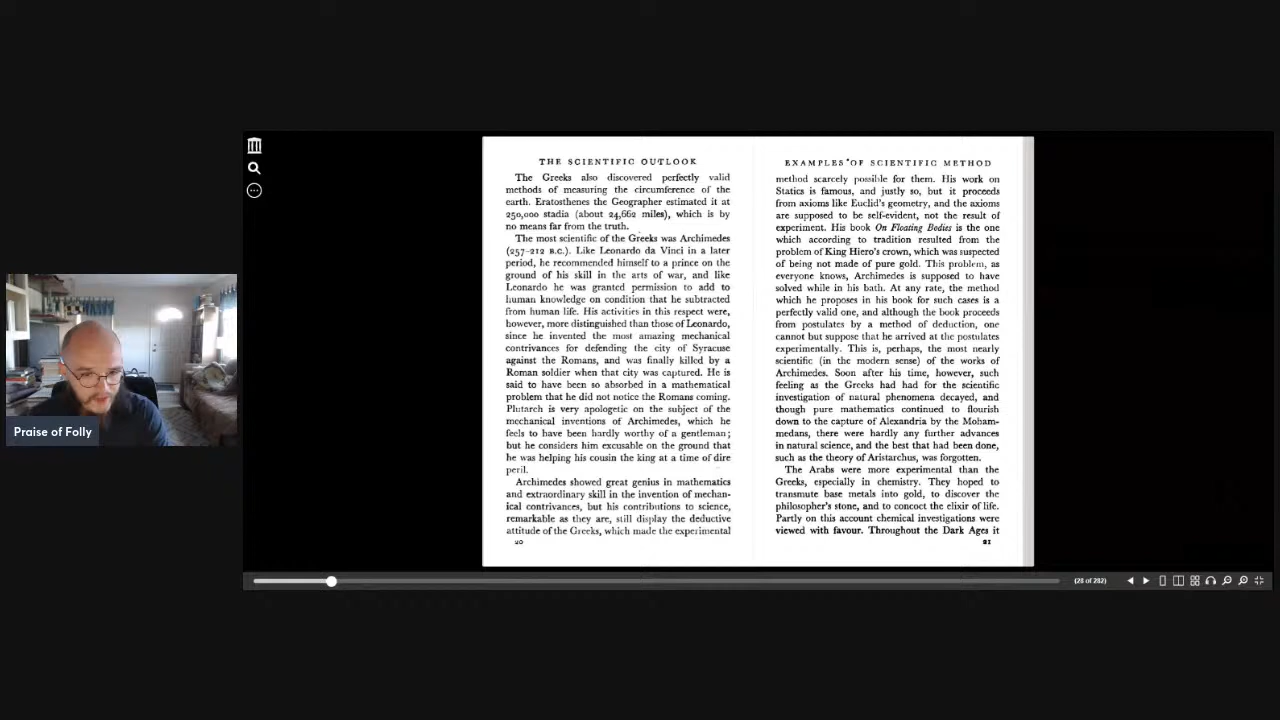 THE SCIENTIFIC OUTLOOK
The Greeks also discovered perfectly valid
methods of measuring the circumference of the
earth. Eratosthenes the Geographer estimated it at
250,000 stadia (about 24,662 miles), which is by
no means far from the truth.
The most scientific of the Greeks was Archimedes
(257–212 B.C.). Like Leonardo da Vinci in a later
period, he recommended himself to a prince on the
ground of his skill in the arts of war, and like
Leonardo he was granted permission to add to
human knowledge on condition that he subtracted
from human life. His activities in this respect were,
however, more distinguished than those of Leonardo,
since he invented the most amazing mechanical
contrivances for defending the city of Syracuse
against the Romans, and was finally killed by a
Roman soldier when that city was captured. He is
said to have been so absorbed in a mathematical
problem that he did not notice the Romans coming.
Plutarch is very apologetic on the subject of the
mechanical inventions of Archimedes, which he
feels to have been hardly worthy of a gentleman;
but he considers him excusable on the ground that
he was helping his cousin the king at a time of dire
peril.
Archimedes showed great genius in mathematics
and extraordinary skill in the invention of mechan-
ical contrivances, but his contributions to science,
remarkable as they are, still display the deductive
attitude of the Greeks, which made the experimental
20
EXAMPLES OF SCIENTIFIC METHOD
method scarcely possible for them. His work on
Statics is famous, and justly so, but it proceeds
from axioms like Euclid's geometry, and the axioms
are supposed to be self-evident, not the result of
experiment. His book On Floating Bodies is the one
which according to tradition resulted from the
problem of King Hiero's crown, which was suspected
of being not made of pure gold. This problem, as
everyone knows, Archimedes is supposed to have
solved while in his bath. At any rate, the method
which he proposes in his book for such cases is a
perfectly valid one, and although the book proceeds
from postulates by a method of deduction, one
cannot but suppose that he arrived at the postulates
experimentally. This is, perhaps, the most nearly
scientific (in the modern sense) of the works of
Archimedes. Soon after his time, however, such
feeling as the Greeks had had for the scientific
investigation of natural phenomena decayed, and
though pure mathematics continued to flourish
down to the capture of Alexandria by the Moham-
medans, there were hardly any further advances
in natural science, and the best that had been done,
such as the theory of Aristarchus, was forgotten.
The Arabs were more experimental than the
Greeks, especially in chemistry. They hoped to
transmute base metals into gold, to discover the
philosopher's stone, and to concoct the elixir of life.
Partly on this account chemical investigations were
viewed with favour. Throughout the Dark Ages it
21
Praise of Folly
(28 of 282)